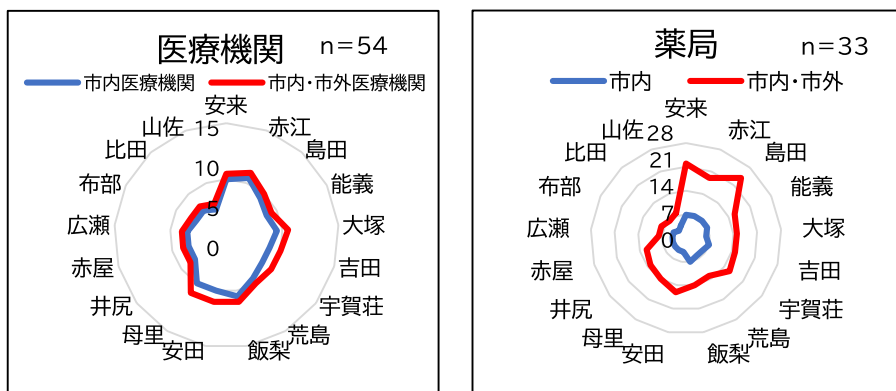 医療機関 n=54
市内医療機関 市内・市外医療機関
安来
赤江
島田
能義
大塚
吉田
宇賀荘
荒島
飯梨
安田
母里
井尻
赤屋
広瀬
布部
比田
山佐
15
10
5
0
薬局 n=33
市内 市内・市外
安来
赤江
島田
能義
大塚
吉田
宇賀荘
荒島
飯梨
安田
母里
井尻
赤屋
広瀬
布部
比田
山佐
28
21
14
7
0